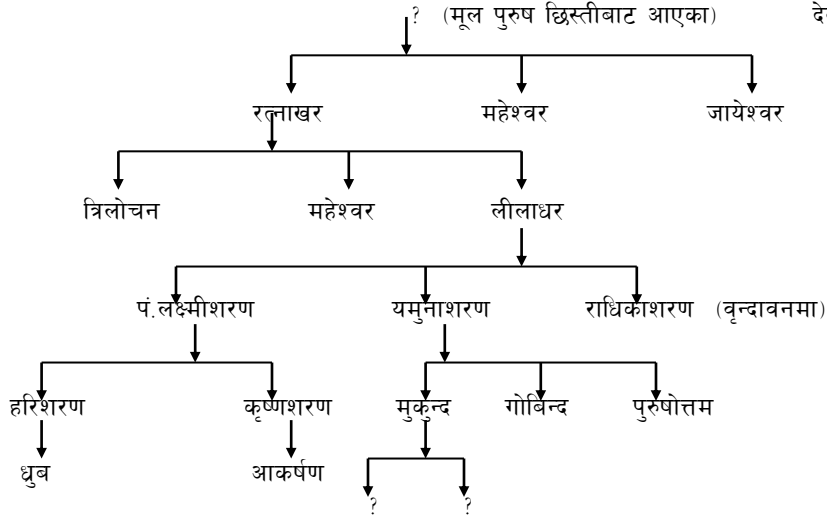 ? (मूल पुरुष छिस्तीबाट आएका)
रत्नाखर महेश्वर जायेश्वर
त्रिलोचन महेश्वर लीलाधर
पं.लक्ष्मीशरण यमुनाशरण राधिकाशरण (वृन्दावनमा)
हरिशरण कृष्णशरण मुकुन्द गोबिन्द पुरुषोत्तम
ध्रुब आकर्षण
? ?